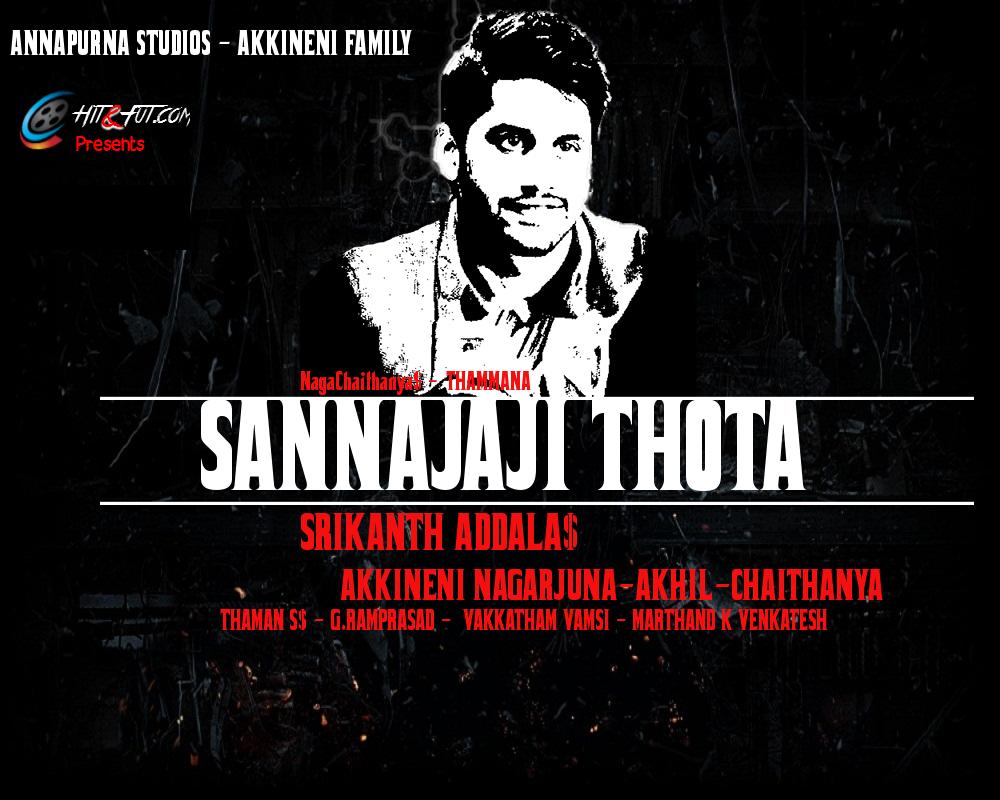 ANNAPURNA STUDIOS - AKKINENI FAMILY
HIT&FUT.COM
Presents
NagaChaithanya$ - THAMMANA
SANNAJAJI THOTA
SRIKANTH ADDALA$
AKKINENI NAGARJUNA-AKHIL-CHAITHANYA
THAMAN S$ - G.RAMPRASAD - VAKKATHAM VAMSI - MARTHAND K VENKATESH